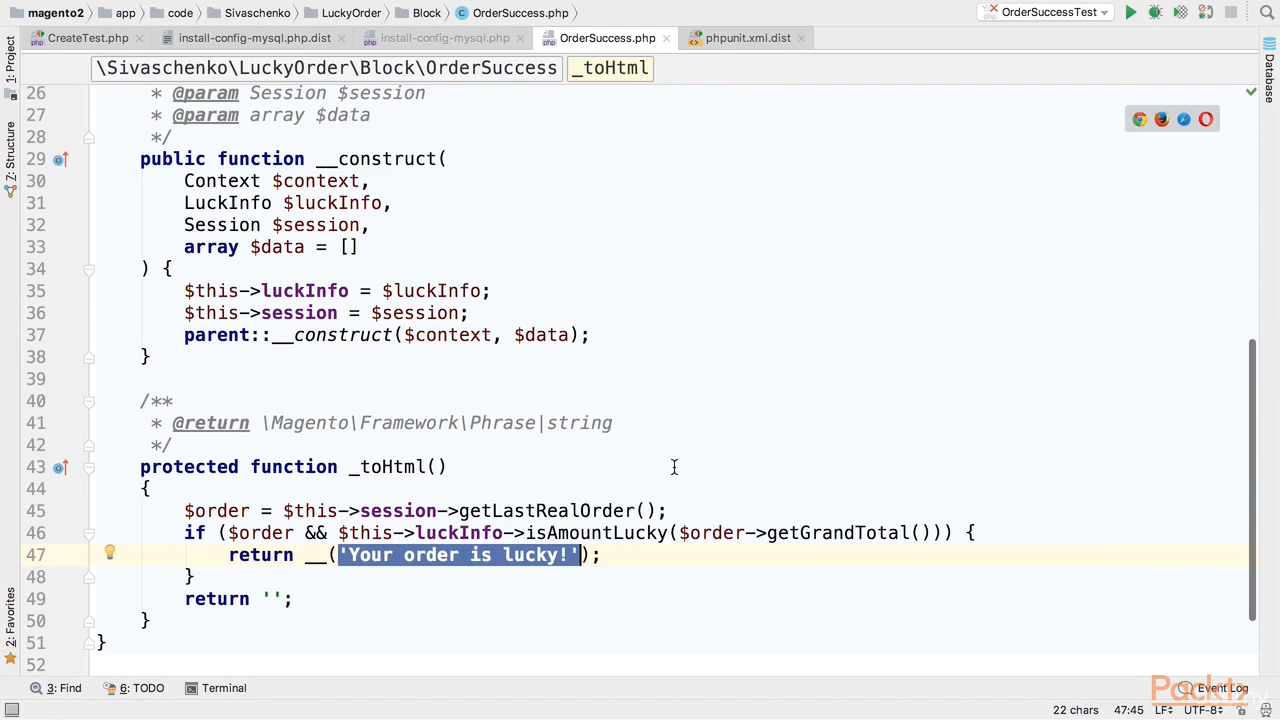 magento2 app code Sivaschenko LuckyOrder Block OrderSuccess.php OrderSuccessTest
CreateTest.php install-config-mysql.php.dist install-config-mysql.php OrderSuccess.php phpunit.xml.dist
\Sivaschenko\LuckyOrder\Block\OrderSuccess _toHtml
1: Project
Z: Structure
2: Favorites
Database
26 * @param Session $session
27 * @param array $data
28 */
29 public function __construct(
30 Context $context,
31 LuckInfo $luckInfo,
32 Session $session,
33 array $data = []
34 ) {
35 $this->luckInfo = $luckInfo;
36 $this->session = $session;
37 parent::__construct($context, $data);
38 }
39
40 /**
41 * @return \Magento\Framework\Phrase|string
42 */
43 protected function _toHtml()
44 {
45 $order = $this->session->getLastRealOrder();
46 if ($order && $this->luckInfo->isAmountLucky($order->getGrandTotal())) {
47 return __('Your order is lucky!');
48 }
49 return '';
50 }
51 }
52
3: Find 6: TODO Terminal Event Log
22 chars 47:45 LF÷ UTF-8÷